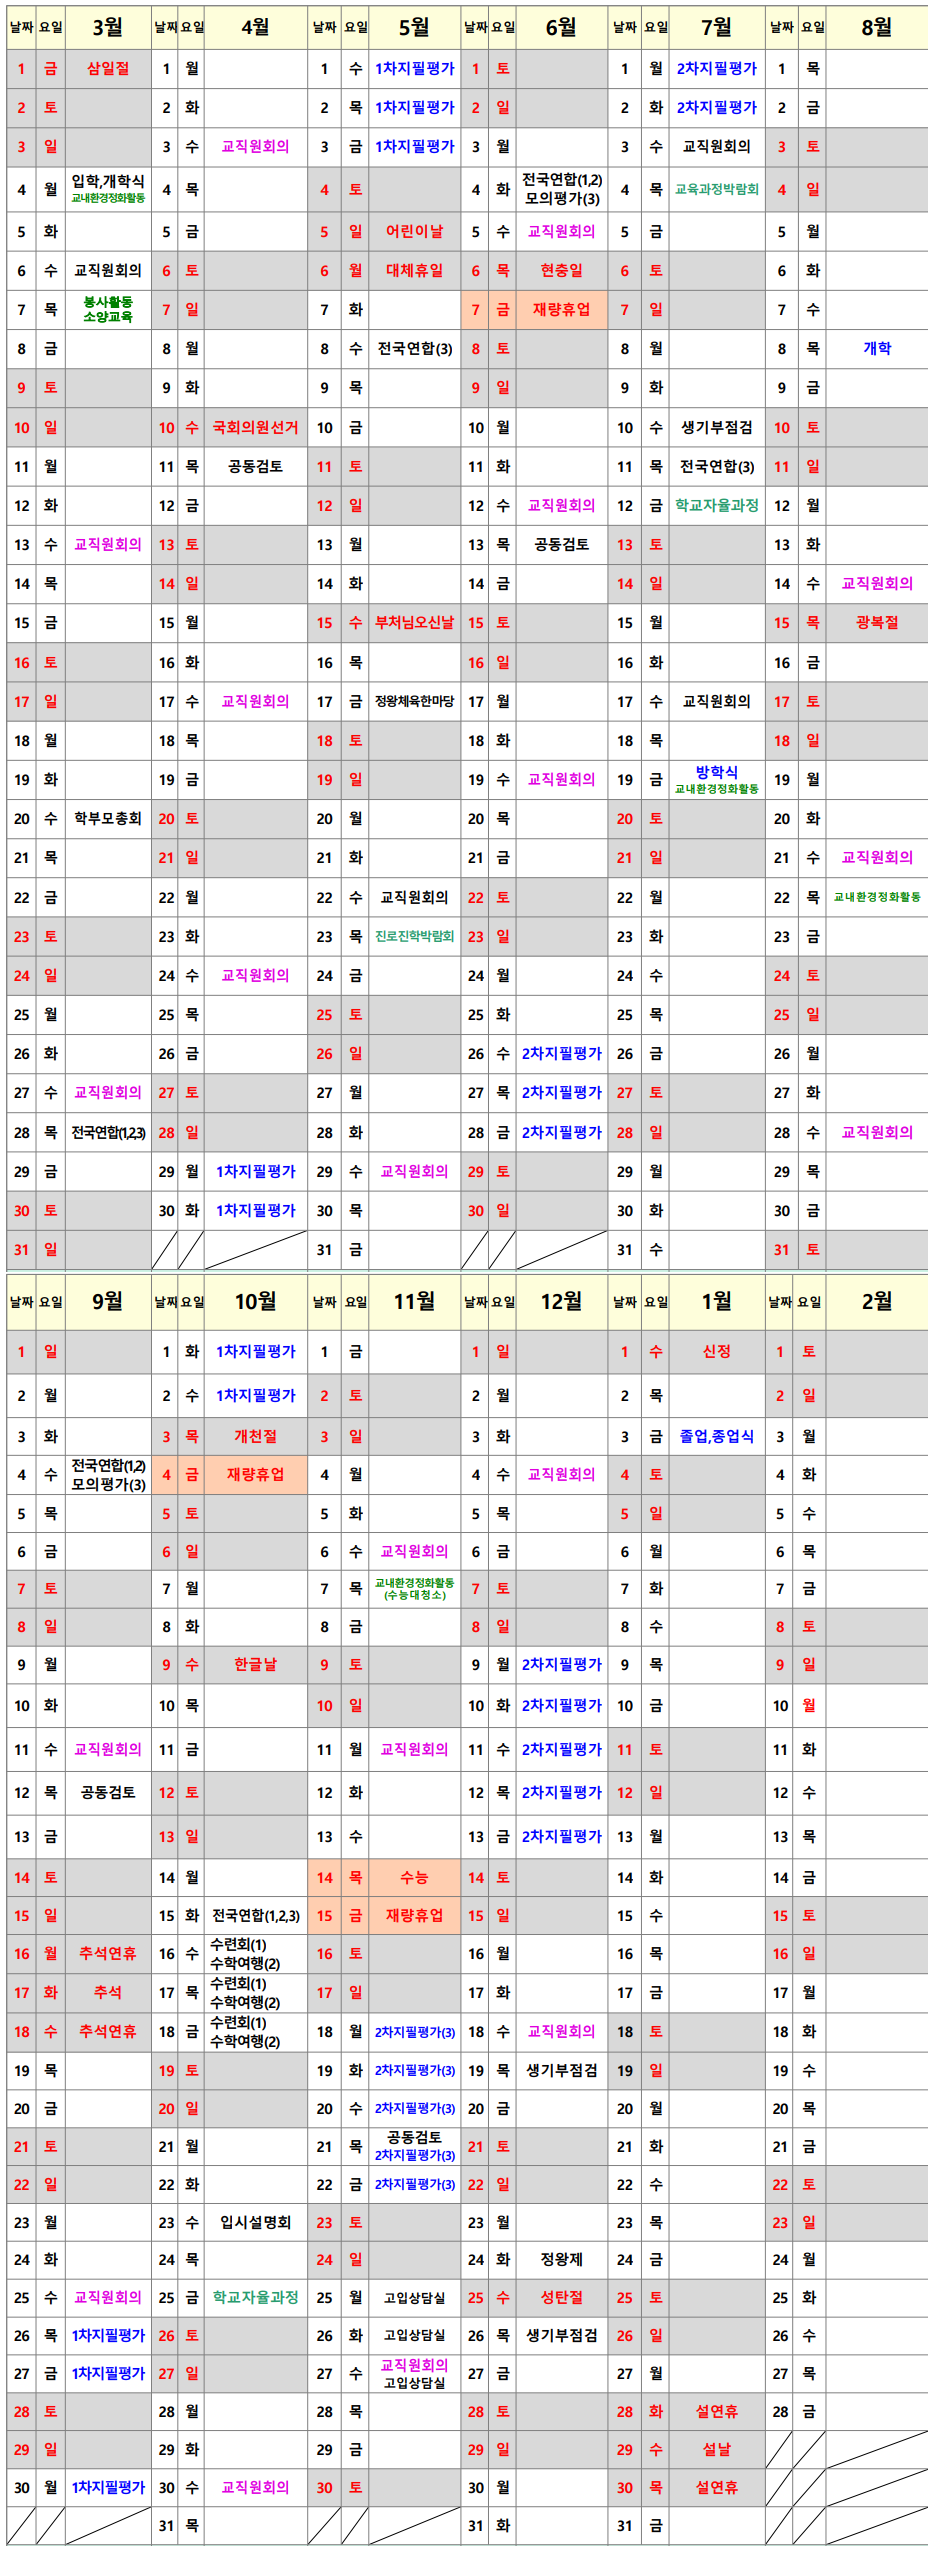 날짜 요일 3월 날짜 요일 4월 날짜 요일 5월 날짜 요일 6월 날짜 요일 7월 날짜 요일 8월
1 금 삼일절 1 월 1 수 1차지필평가 1 토 1 월 2차지필평가 1 목
2 토 2 화 2 목 1차지필평가 2 일 2 화 2차지필평가 2 금
3 일 3 수 교직원회의 3 금 1차지필평가 3 월 3 수 교직원회의 3 토
4 월 입학,개학식 교내환경정화활동 4 목 4 토 4 화 전국연합(1,2) 모의평가(3) 4 목 교육과정박람회 4 일
5 화 5 금 5 일 어린이날 5 수 교직원회의 5 금 5 월
6 수 교직원회의 6 토 6 월 대체휴일 6 목 현충일 6 토 6 화
7 목 봉사활동 소양교육 7 일 7 화 7 금 재량휴업 7 일 7 수
8 금 8 월 8 수 전국연합(3) 8 토 8 월 8 목 개학
9 토 9 화 9 목 9 일 9 화 9 금
10 일 10 수 국회의원선거 10 금 10 월 10 수 생기부점검 10 토
11 월 11 목 공동검토 11 토 11 화 11 목 전국연합(3) 11 일
12 화 12 금 12 일 12 수 교직원회의 12 금 학교자율과정 12 월
13 수 교직원회의 13 토 13 월 13 목 공동검토 13 토 13 화
14 목 14 일 14 화 14 금 14 일 14 수 교직원회의
15 금 15 월 15 수 부처님오신날 15 토 15 월 15 목 광복절
16 토 16 화 16 목 16 일 16 화 16 금
17 일 17 수 교직원회의 17 금 정왕체육한마당 17 월 17 수 교직원회의 17 토
18 월 18 목 18 토 18 화 18 목 18 일
19 화 19 금 19 일 19 수 교직원회의 19 금 방학식 교내환경정화활동 19 월
20 수 학부모총회 20 토 20 월 20 목 20 토 20 화
21 목 21 일 21 화 21 금 21 일 21 수 교직원회의
22 금 22 월 22 수 교직원회의 22 토 22 월 22 목 교내환경정화활동
23 토 23 화 23 목 진로진학박람회 23 일 23 화 23 금
24 일 24 수 교직원회의 24 금 24 월 24 수 24 토
25 월 25 목 25 토 25 화 25 목 25 일
26 화 26 금 26 일 26 수 2차지필평가 26 금 26 월
27 수 교직원회의 27 토 27 월 27 목 2차지필평가 27 토 27 화
28 목 전국연합(1,2,3) 28 일 28 화 28 금 2차지필평가 28 일 28 수 교직원회의
29 금 29 월 1차지필평가 29 수 교직원회의 29 토 29 월 29 목
30 토 30 화 1차지필평가 30 목 30 일 30 화 30 금
31 일 31 금 31 수 31 토
날짜 요일 9월 날짜 요일 10월 날짜 요일 11월 날짜 요일 12월 날짜 요일 1월 날짜 요일 2월
1 일 1 화 1차지필평가 1 금 1 일 1 수 신정 1 토
2 월 2 수 1차지필평가 2 토 2 월 2 목 2 일
3 화 3 목 개천절 3 일 3 화 3 금 졸업,종업식 3 월
4 수 전국연합(1,2) 모의평가(3) 4 금 재량휴업 4 월 4 수 교직원회의 4 토 4 화
5 목 5 토 5 화 5 목 5 일 5 수
6 금 6 일 6 수 교직원회의 6 금 6 월 6 목
7 토 7 월 7 목 교내환경정화활동 (수능대청소) 7 토 7 화 7 금
8 일 8 화 8 금 8 일 8 수 8 토
9 월 9 수 한글날 9 토 9 월 2차지필평가 9 목 9 일
10 화 10 목 10 일 10 화 2차지필평가 10 금 10 월
11 수 교직원회의 11 금 11 월 교직원회의 11 수 2차지필평가 11 토 11 화
12 목 공동검토 12 토 12 화 12 목 2차지필평가 12 일 12 수
13 금 13 일 13 수 13 금 2차지필평가 13 월 13 목
14 토 14 월 14 목 수능 14 토 14 화 14 금
15 일 15 화 전국연합(1,2,3) 15 금 재량휴업 15 일 15 수 15 토
16 월 추석연휴 16 수 수련회(1) 수학여행(2) 16 토 16 월 16 목 16 일
17 화 추석 17 목 수련회(1) 수학여행(2) 17 일 17 화 17 금 17 월
18 수 추석연휴 18 금 수련회(1) 수학여행(2) 18 월 2차지필평가(3) 18 수 교직원회의 18 토 18 화
19 목 19 토 19 화 2차지필평가(3) 19 목 생기부점검 19 일 19 수
20 금 20 일 20 수 2차지필평가(3) 20 금 20 월 20 목
21 토 21 월 21 목 공동검토 2차지필평가(3) 21 토 21 화 21 금
22 일 22 화 22 금 2차지필평가(3) 22 일 22 수 22 토
23 월 23 수 입시설명회 23 토 23 월 23 목 23 일
24 화 24 목 24 일 24 화 정왕제 24 금 24 월
25 수 교직원회의 25 금 학교자율과정 25 월 고입상담실 25 수 성탄절 25 토 25 화
26 목 1차지필평가 26 토 26 화 고입상담실 26 목 생기부점검 26 일 26 수
27 금 1차지필평가 27 일 27 수 교직원회의 고입상담실 27 금 27 월 27 목
28 토 28 월 28 목 28 토 28 화 설연휴 28 금
29 일 29 화 29 금 29 일 29 수 설날
30 월 1차지필평가 30 수 교직원회의 30 토 30 월 30 목 설연휴
31 목 31 화 31 금